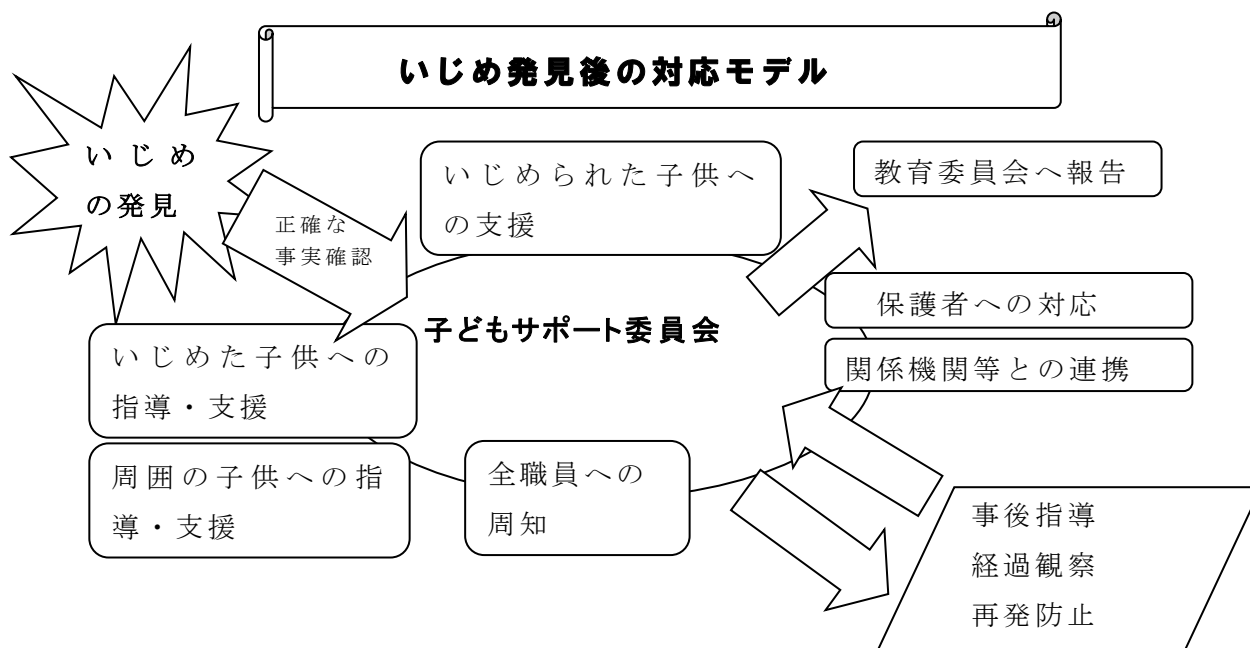 いじめ発見後の対応モデル
いじめ
の発見
正確な
事実確認
いじめられた子供へ
の支援
教育委員会へ報告
保護者への対応
関係機関等との連携
子どもサポート委員会
いじめた子供への
指導・支援
周囲の子供への指
導・支援
全職員への
周知
事後指導
経過観察
再発防止